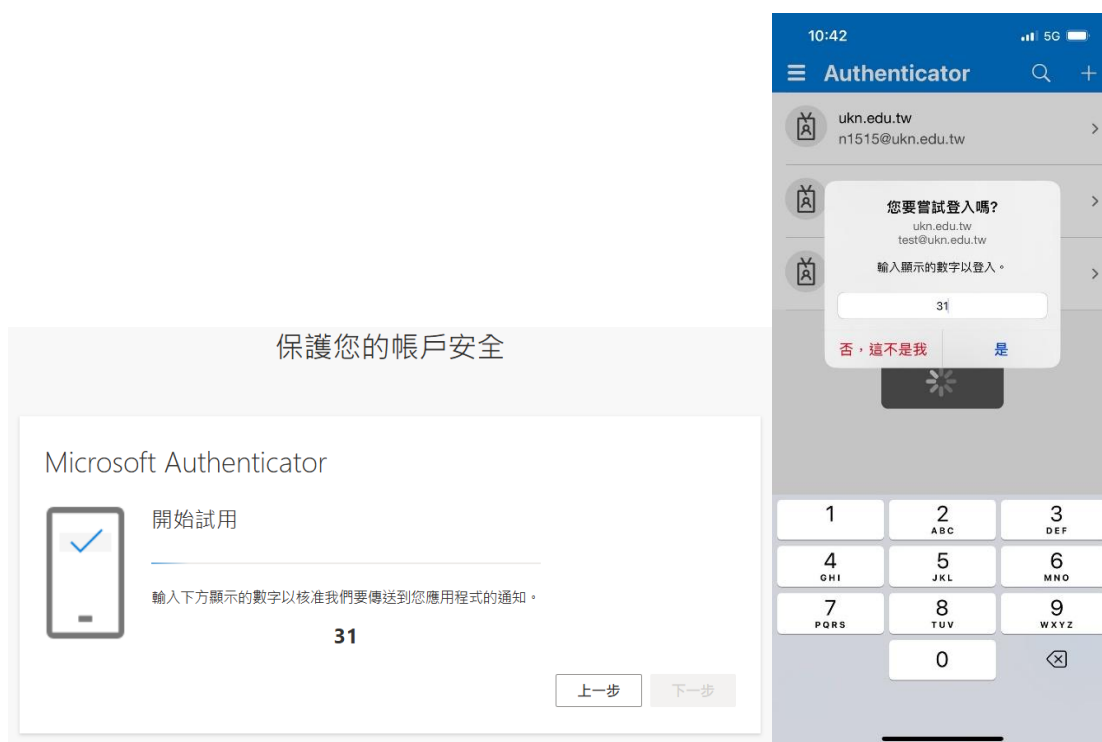 保護您的帳戶安全
Microsoft Authenticator
開始試用
輸入下方顯示的數字以核准我們要傳送到您應用程式的通知。
31
上一步
下一步
10:42
5G
Authenticator
ukn.edu.tw
n1515@ukn.edu.tw
您要嘗試登入嗎?
ukn.edu.tw
test@ukn.edu.tw
輸入顯示的數字以登入。
31
否，這不是我
是
1
2
ABC
3
DEF
4
GHI
5
JKL
6
MNO
7
PQRS
8
TUV
9
WXYZ
0